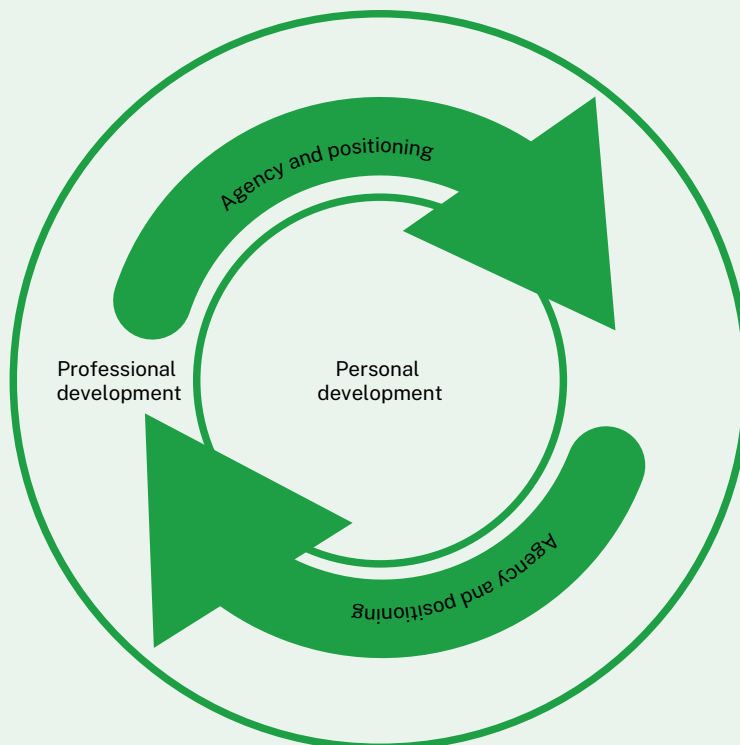 Agency and positioning
Professional
development
Personal
development
Agency and positioning